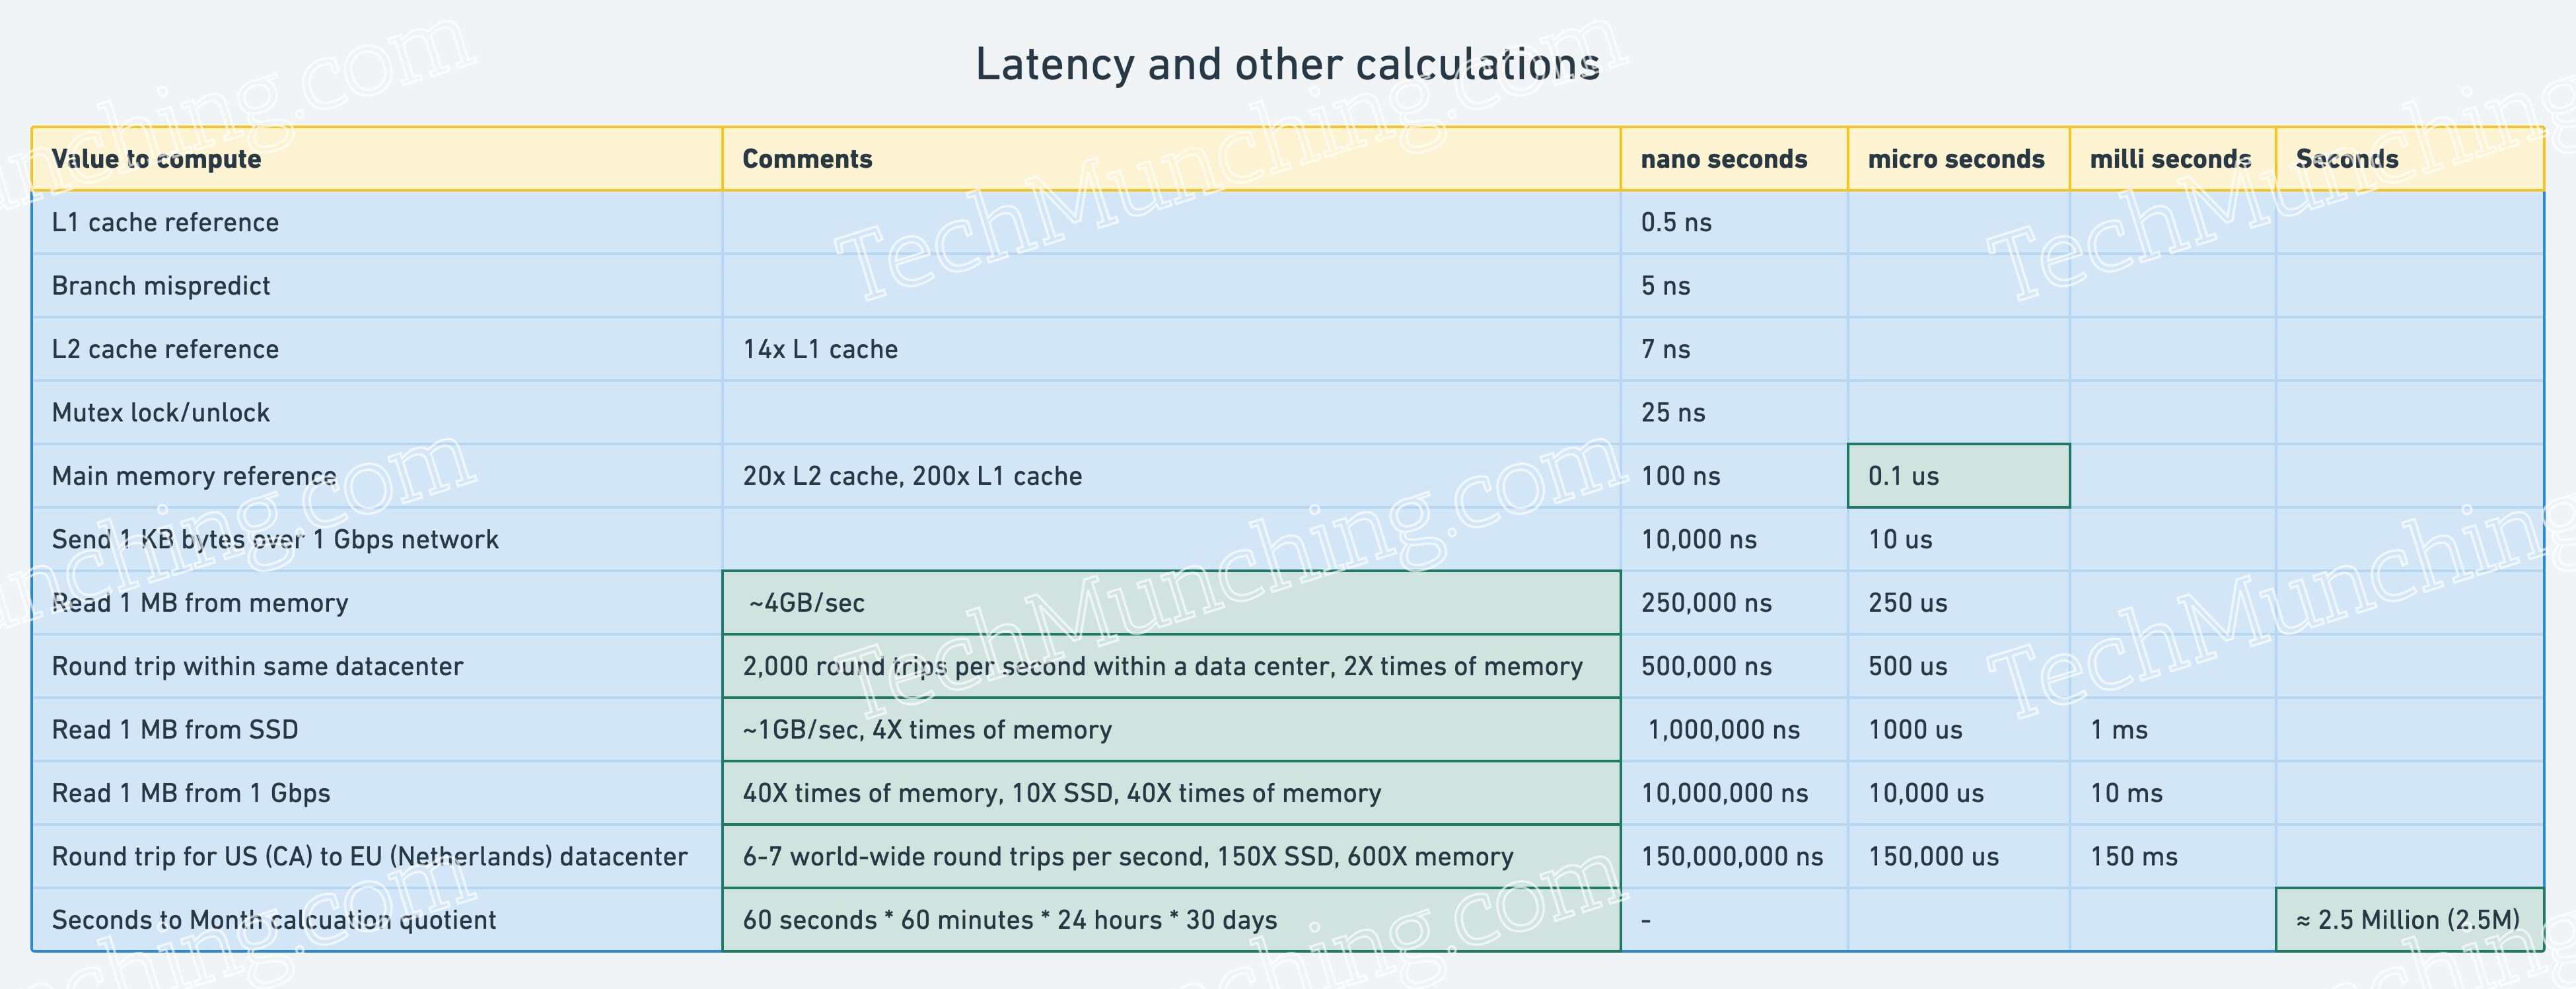 Latency and other calculations
Value to compute Comments nano seconds micro seconds milli seconds Seconds
L1 cache reference 0.5 ns
Branch mispredict 5 ns
L2 cache reference 14x L1 cache 7 ns
Mutex lock/unlock 25 ns
Main memory reference 20x L2 cache, 200x L1 cache 100 ns 0.1 us
Send 1 KB bytes over 1 Gbps network 10,000 ns 10 us
Read 1 MB from memory ~4GB/sec 250,000 ns 250 us
Round trip within same datacenter 2,000 round trips per second within a data center, 2X times of memory 500,000 ns 500 us
Read 1 MB from SSD ~1GB/sec, 4X times of memory 1,000,000 ns 1000 us 1 ms
Read 1 MB from 1 Gbps 40X times of memory, 10X SSD, 40X times of memory 10,000,000 ns 10,000 us 10 ms
Round trip for US (CA) to EU (Netherlands) datacenter 6-7 world-wide round trips per second, 150X SSD, 600X memory 150,000,000 ns 150,000 us 150 ms
Seconds to Month calcuation quotient 60 seconds * 60 minutes * 24 hours * 30 days - ≈ 2.5 Million (2.5M)
TechMunching.com